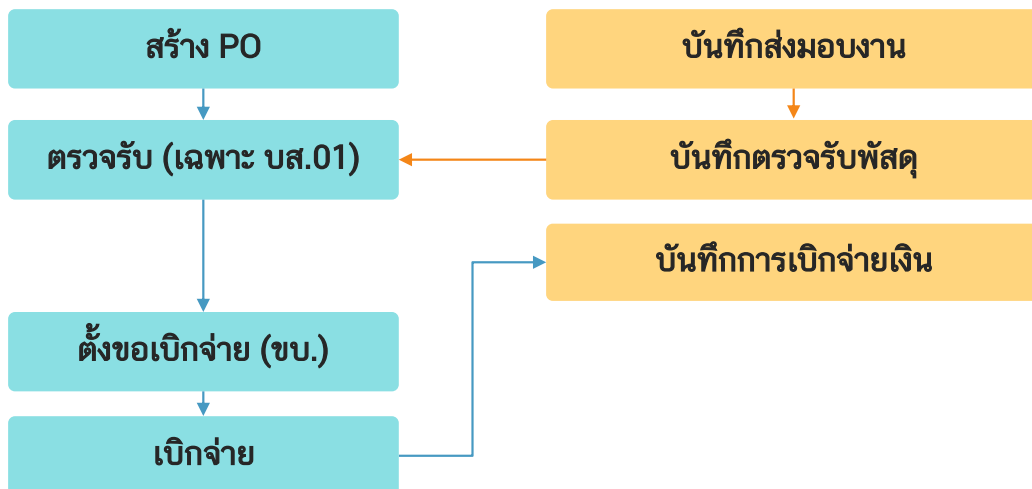 สร้าง PO
บันทึกส่งมอบงาน
ตรวจรับ (เฉพาะ บส.01)
บันทึกตรวจรับพัสดุ
บันทึกการเบิกจ่ายเงิน
ตั้งขอเบิกจ่าย (ขบ.)
เบิกจ่าย